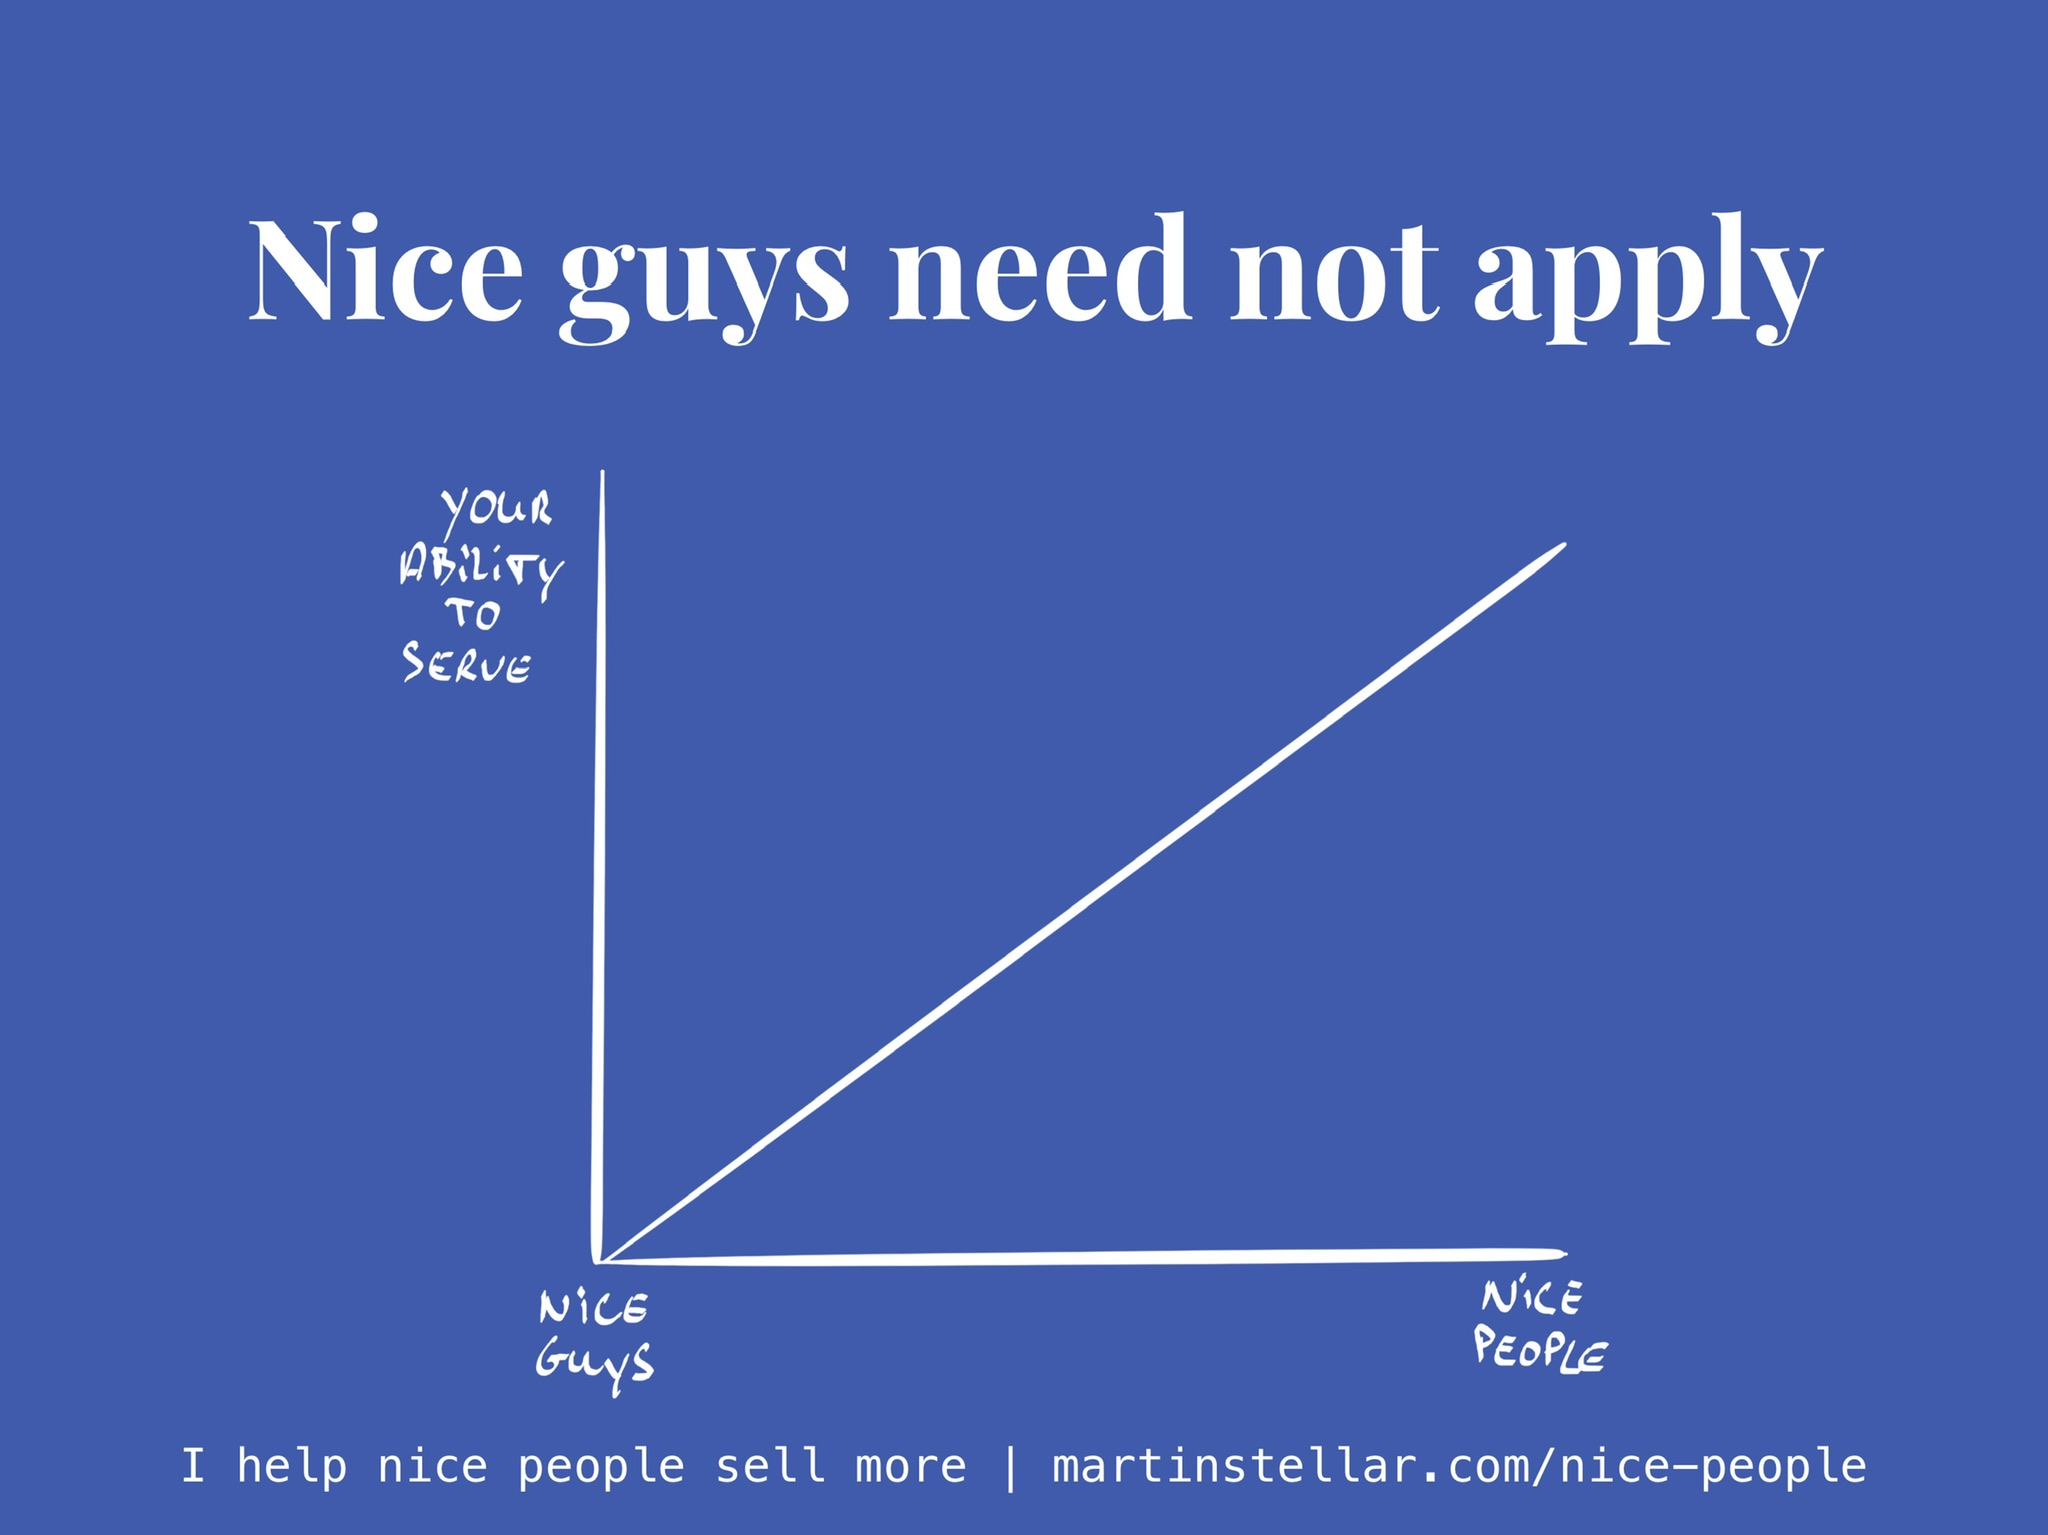 Nice guys need not apply
YOUR
ABILITY
TO
SERVE
NICE
GUYS
NICE
PEOPLE
I help nice people sell more | martinstellar.com/nice-people